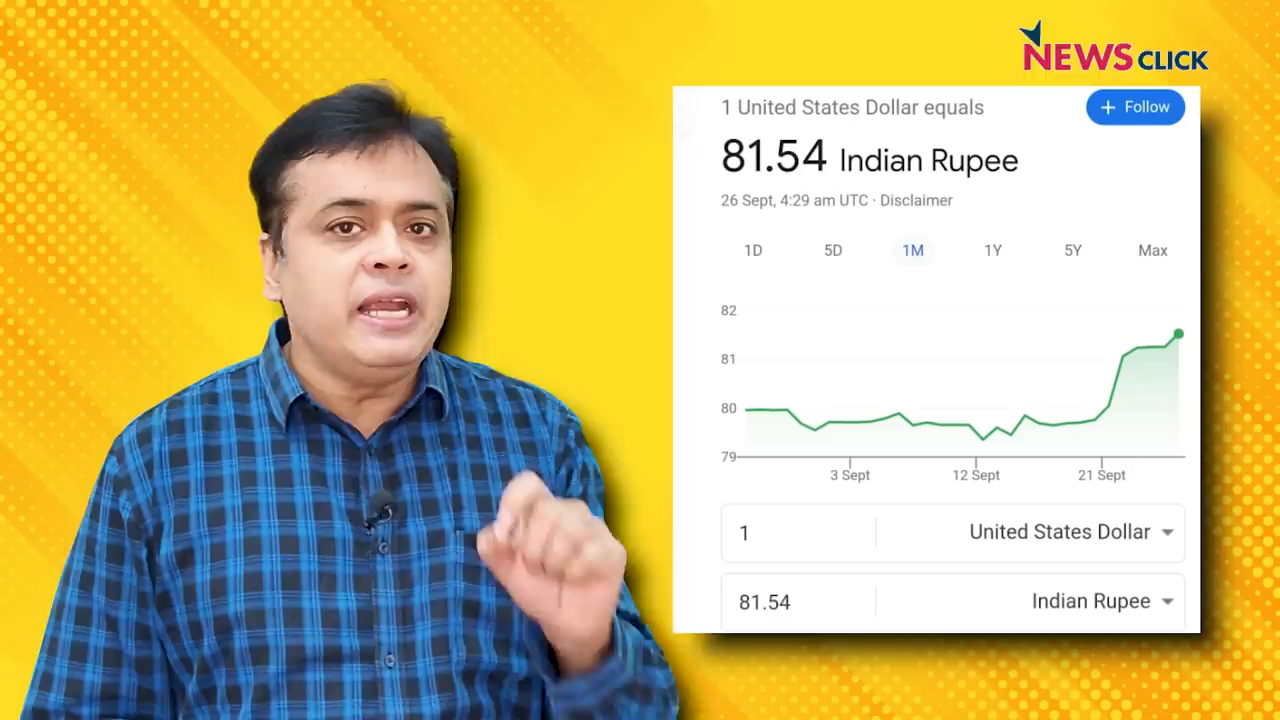 NEWSCLICK
1 United States Dollar equals
+ Follow
81.54 Indian Rupee
26 Sept, 4:29 am UTC · Disclaimer
1D 5D 1M 1Y 5Y Max
82
81
80
79
3 Sept 12 Sept 21 Sept
1 United States Dollar
81.54 Indian Rupee